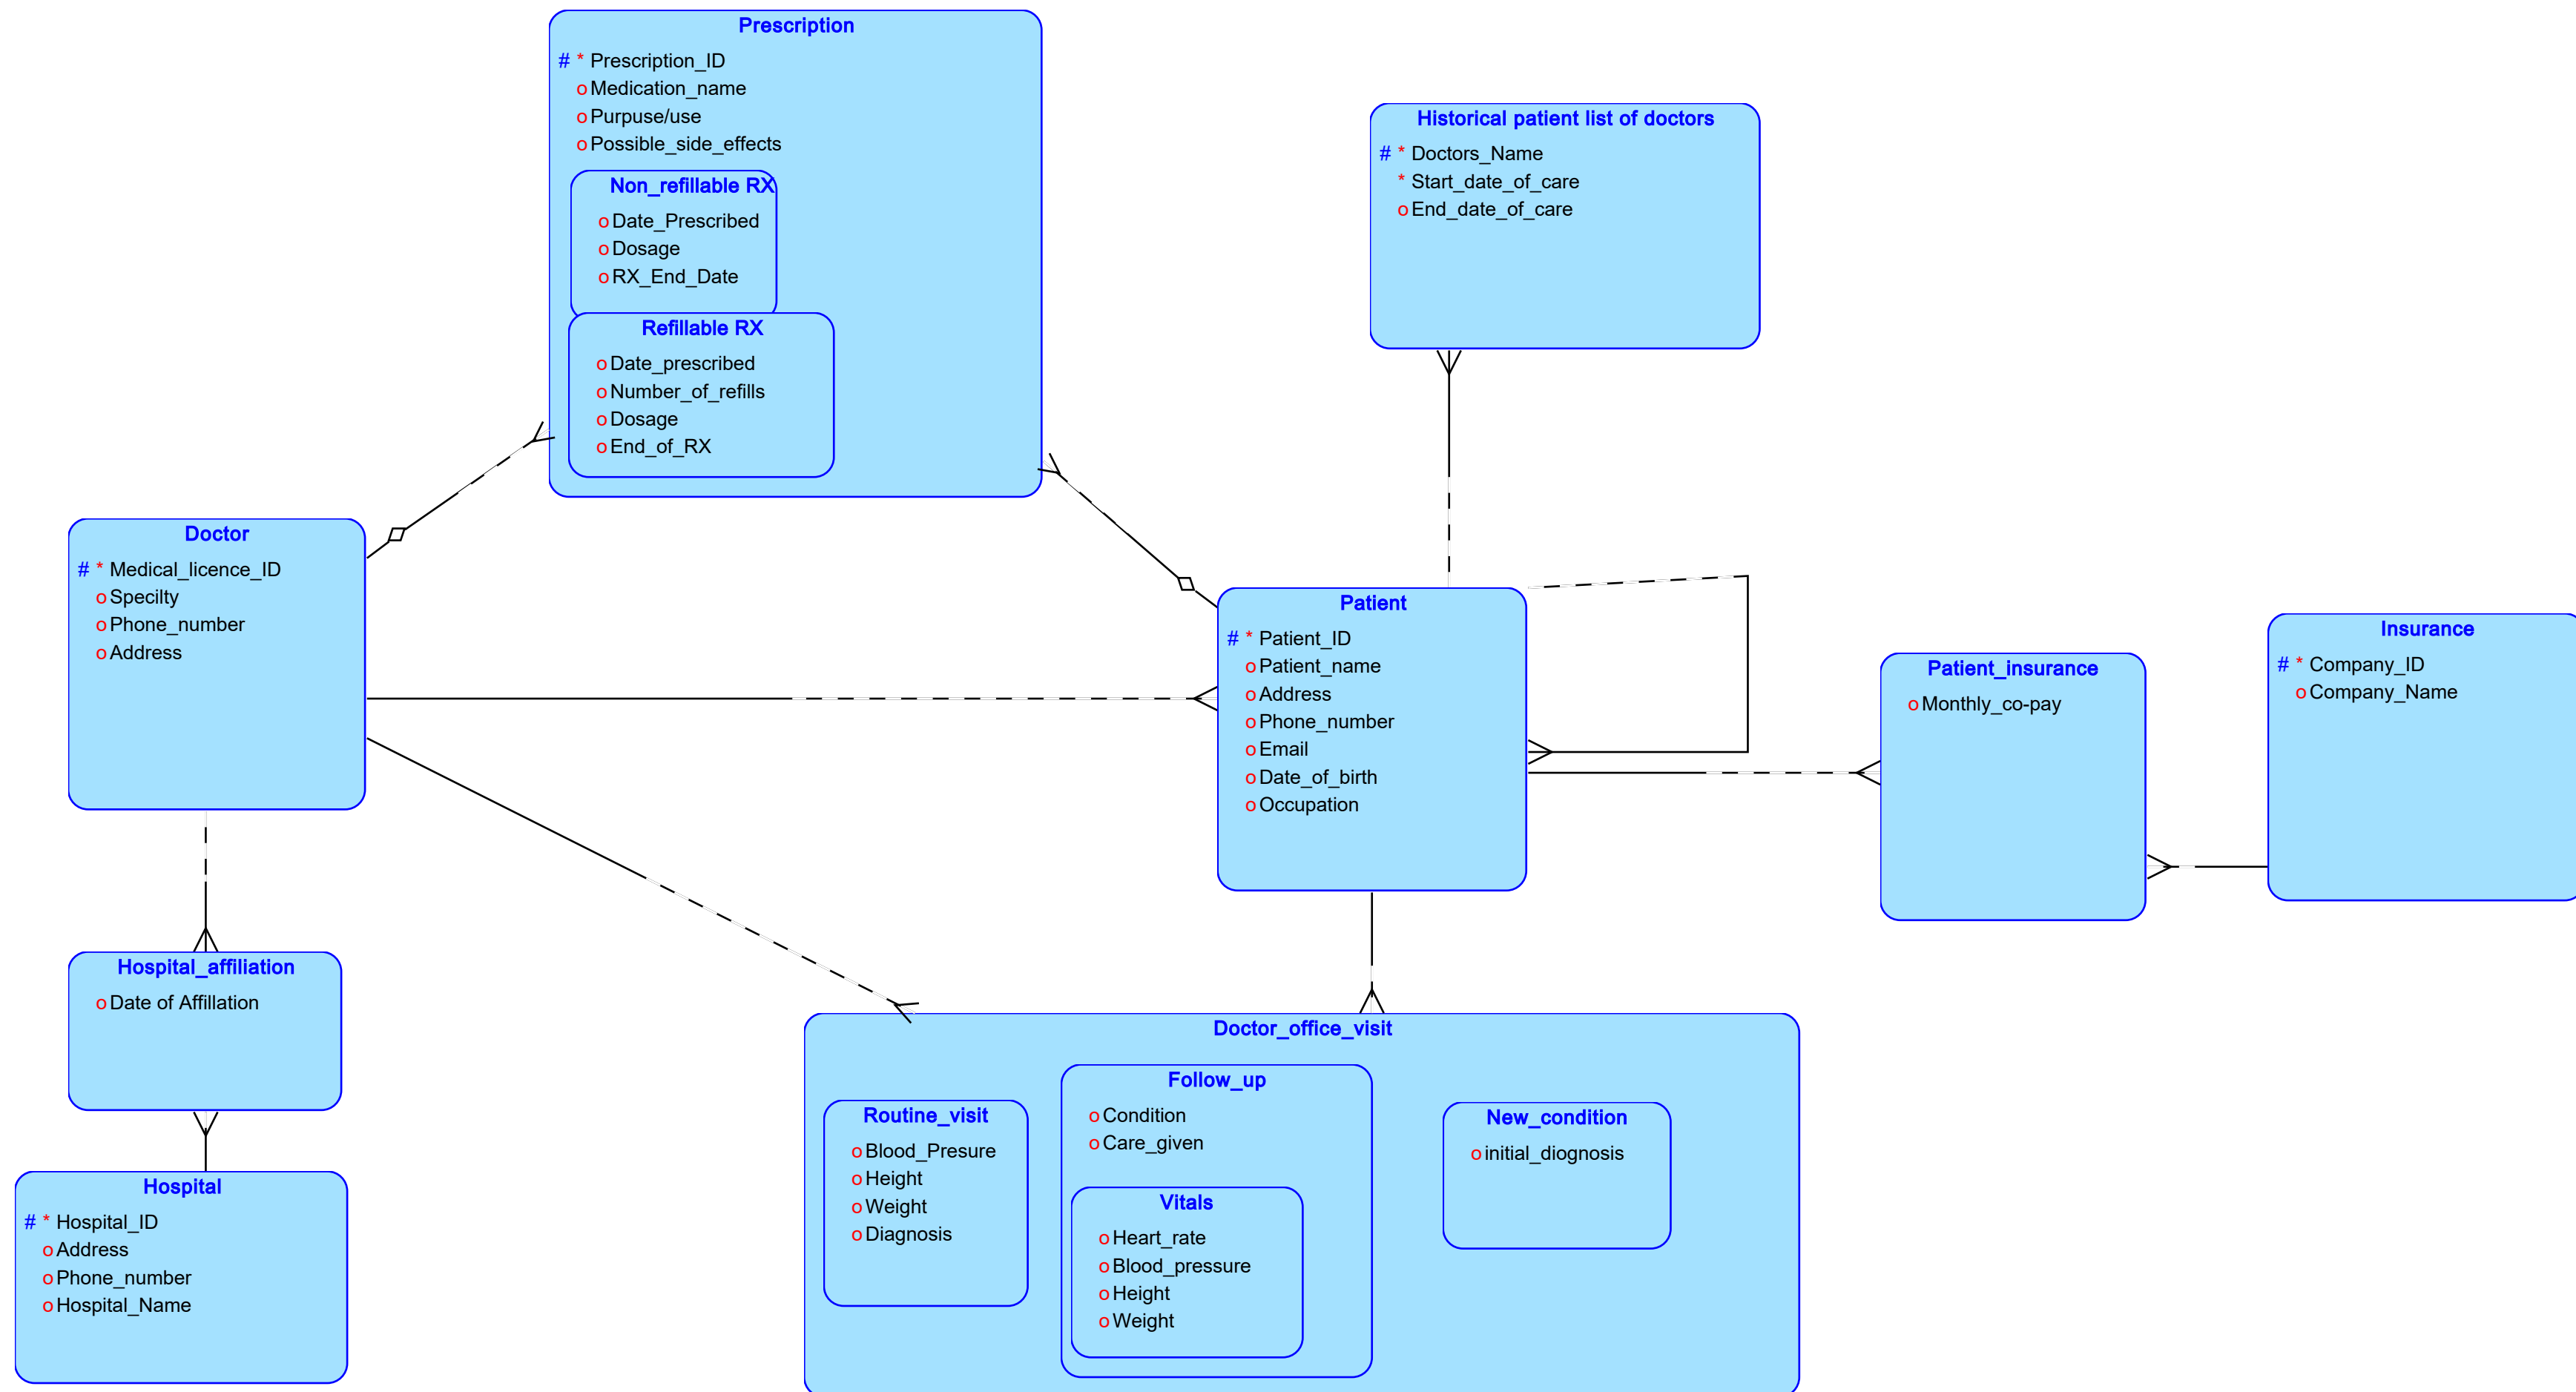 Prescription
# * Prescription_ID
o Medication_name
o Purpuse/use
o Possible_side_effects
Non_refillable RX
o Date_Prescribed
o Dosage
o RX_End_Date
Refillable RX
o Date_prescribed
o Number_of_refills
o Dosage
o End_of_RX
Historical patient list of doctors
# * Doctors_Name
* Start_date_of_care
o End_date_of_care
Doctor
# * Medical_licence_ID
o Specilty
o Phone_number
o Address
Patient
# * Patient_ID
o Patient_name
o Address
o Phone_number
o Email
o Date_of_birth
o Occupation
Patient_insurance
o Monthly_co-pay
Insurance
# * Company_ID
o Company_Name
Hospital_affiliation
o Date of Affillation
Hospital
# * Hospital_ID
o Address
o Phone_number
o Hospital_Name
Doctor_office_visit
Routine_visit
o Blood_Presure
o Height
o Weight
o Diagnosis
Follow_up
o Condition
o Care_given
Vitals
o Heart_rate
o Blood_pressure
o Height
o Weight
New_condition
o initial_diognosis